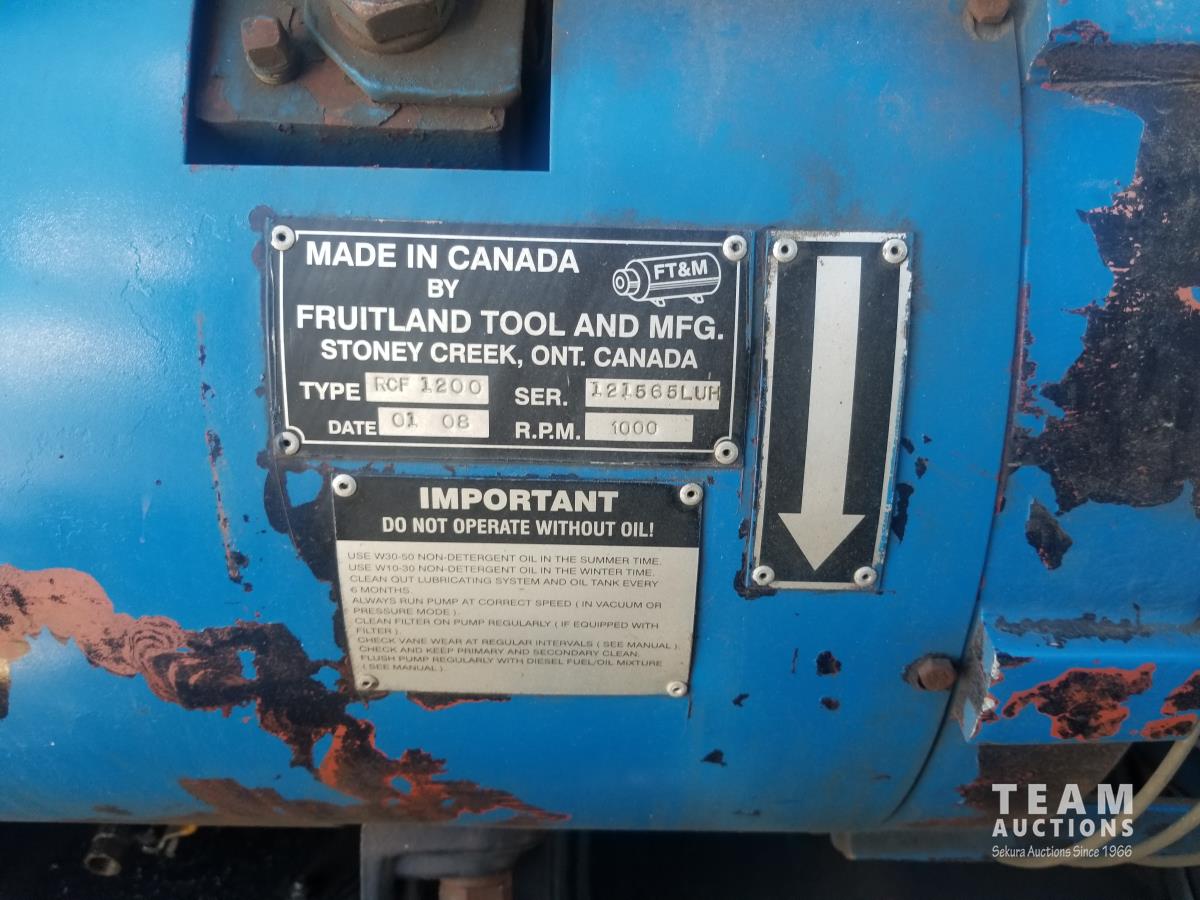 MADE IN CANADA
BY
FT&M
FRUITLAND TOOL AND MFG.
STONEY CREEK, ONT. CANADA
TYPE RCF 1200 SER. 121565LUH
DATE 01 08 R.P.M. 1000
IMPORTANT
DO NOT OPERATE WITHOUT OIL!
USE W30-50 NON-DETERGENT OIL IN THE SUMMER TIME.
USE W10-30 NON-DETERGENT OIL IN THE WINTER TIME.
CLEAN OUT LUBRICATING SYSTEM AND OIL TANK EVERY
6 MONTHS.
ALWAYS RUN PUMP AT CORRECT SPEED ( IN VACUUM OR
PRESSURE MODE ).
CLEAN FILTER ON PUMP REGULARLY ( IF EQUIPPED WITH
FILTER ).
CHECK VANE WEAR AT REGULAR INTERVALS ( SEE MANUAL ).
CHECK AND KEEP PRIMARY AND SECONDARY CLEAN.
FLUSH PUMP REGULARLY WITH DIESEL FUEL/OIL MIXTURE
( SEE MANUAL ).
TEAM
AUCTIONS
Sekura Auctions Since 1966